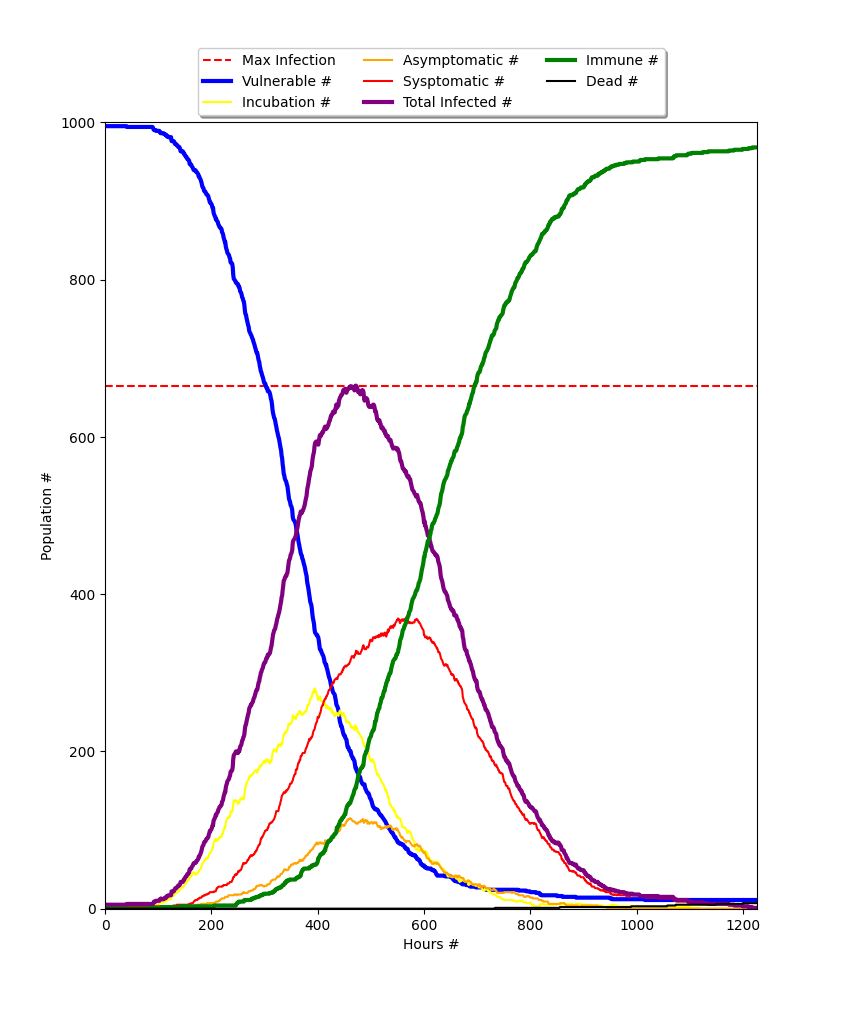 Max Infection
Vulnerable #
Incubation #
Asymptomatic #
Sysptomatic #
Total Infected #
Immune #
Dead #
1000
800
600
400
200
0
Population #
0 200 400 600 800 1000 1200
Hours #